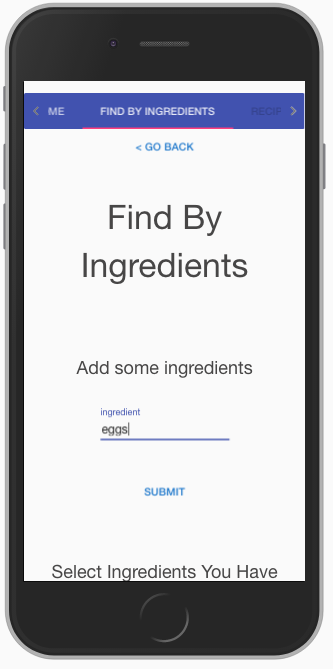 ME FIND BY INGREDIENTS RECIP
< GO BACK
Find By
Ingredients
Add some ingredients
ingredient
eggs
SUBMIT
Select Ingredients You Have